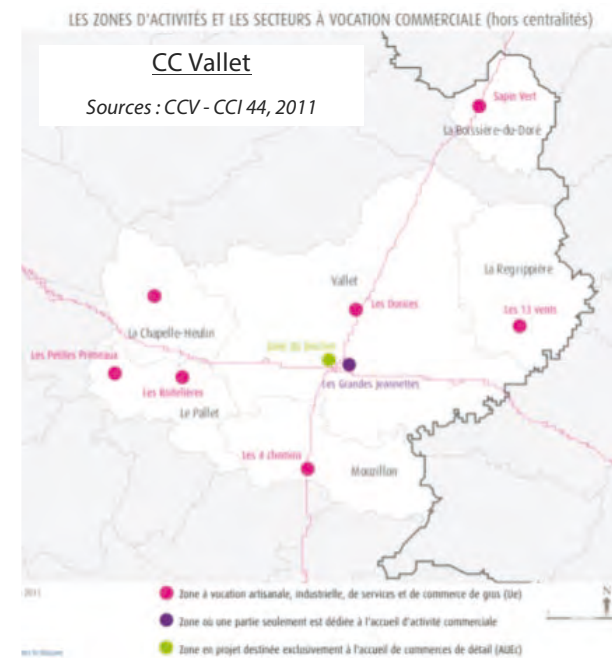 LES ZONES D'ACTIVITÉS ET LES SECTEURS À VOCATION COMMERCIALE (hors centralités)
CC Vallet
Sources : CCV - CCI 44, 2011
Sapin Vert
La Boissière-du-Doré
La Regrippière
Vallet
Les Dorices
Les 13 vents
La Chapelle-Heulin
Les Petites Primeaux
Les Grandes Jeannettes
Les Roitelières
Le Pallet
Les 4 chemins
Mouzillon
2011
N
Zone à vocation artisanale, industrielle, de services et de commerce de gros (Ue)
Zone où une partie seulement est dédiée à l'accueil d'activité commerciale
Zone en projet destinée exclusivement à l'accueil de commerces de détail (AUEc)